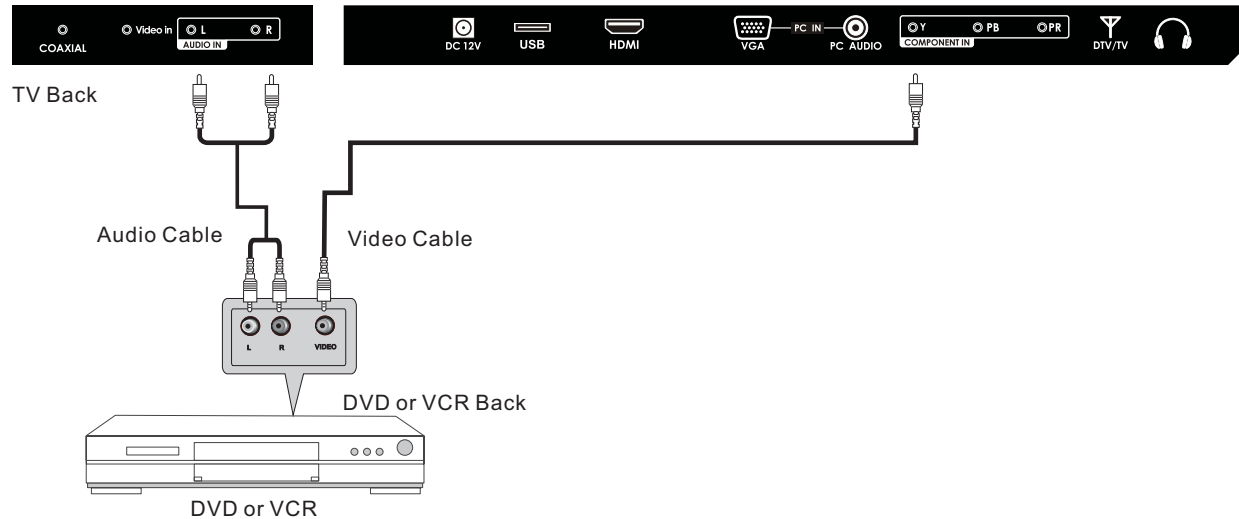 COAXIAL
Video in
L
R
AUDIO IN
DC 12V
USB
HDMI
VGA
PC IN
PC AUDIO
Y
PB
PR
COMPONENT IN
DTV/TV
TV Back
Audio Cable
Video Cable
L
R
VIDEO
DVD or VCR Back
DVD or VCR